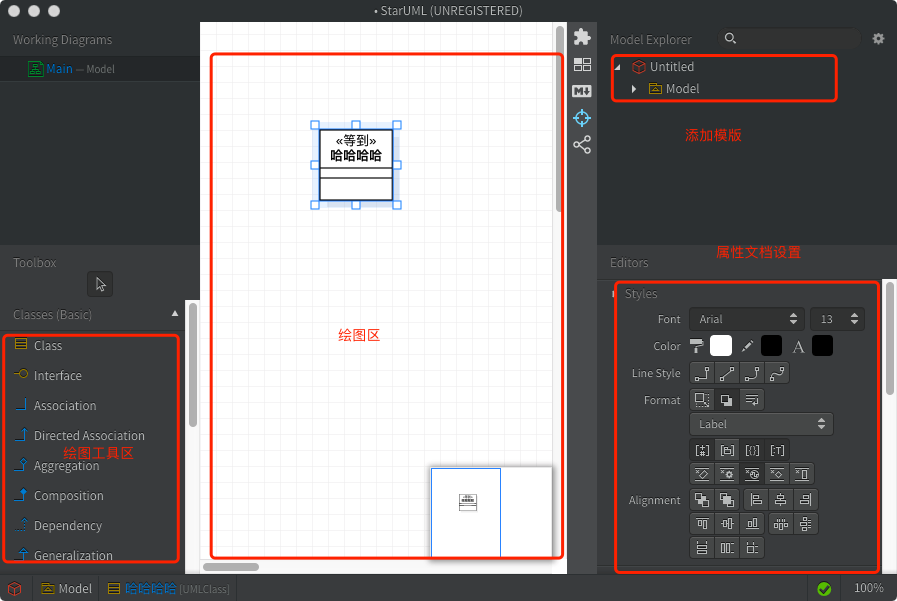 • StarUML (UNREGISTERED)
Working Diagrams
Main — Model
Toolbox
Classes (Basic)
Class
Interface
Association
Directed Association
绘图工具区
Aggregation
Composition
Dependency
Generalization
«等到»
哈哈哈哈
绘图区
Model Explorer
Untitled
Model
添加模版
属性文档设置
Editors
Styles
Font Arial 13
Color A
Line Style
Format
Label
Alignment
Model 哈哈哈哈 [UMLClass] 100%